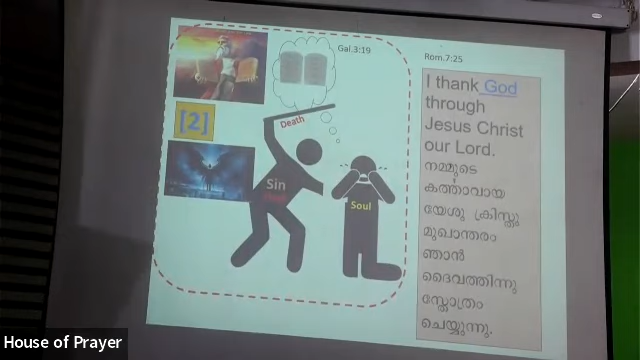 Gal.3:19
Rom.7:25
[2]
Death
Sin
Soul
I thank God
through
Jesus Christ
our Lord.
നമ്മുടെ
കർത്താവായ
യേശു ക്രിസ്തു
മുഖാന്തരം
ഞാൻ
ദൈവത്തിന്നു
സ്തോത്രം
ചെയ്യുന്നു.
House of Prayer